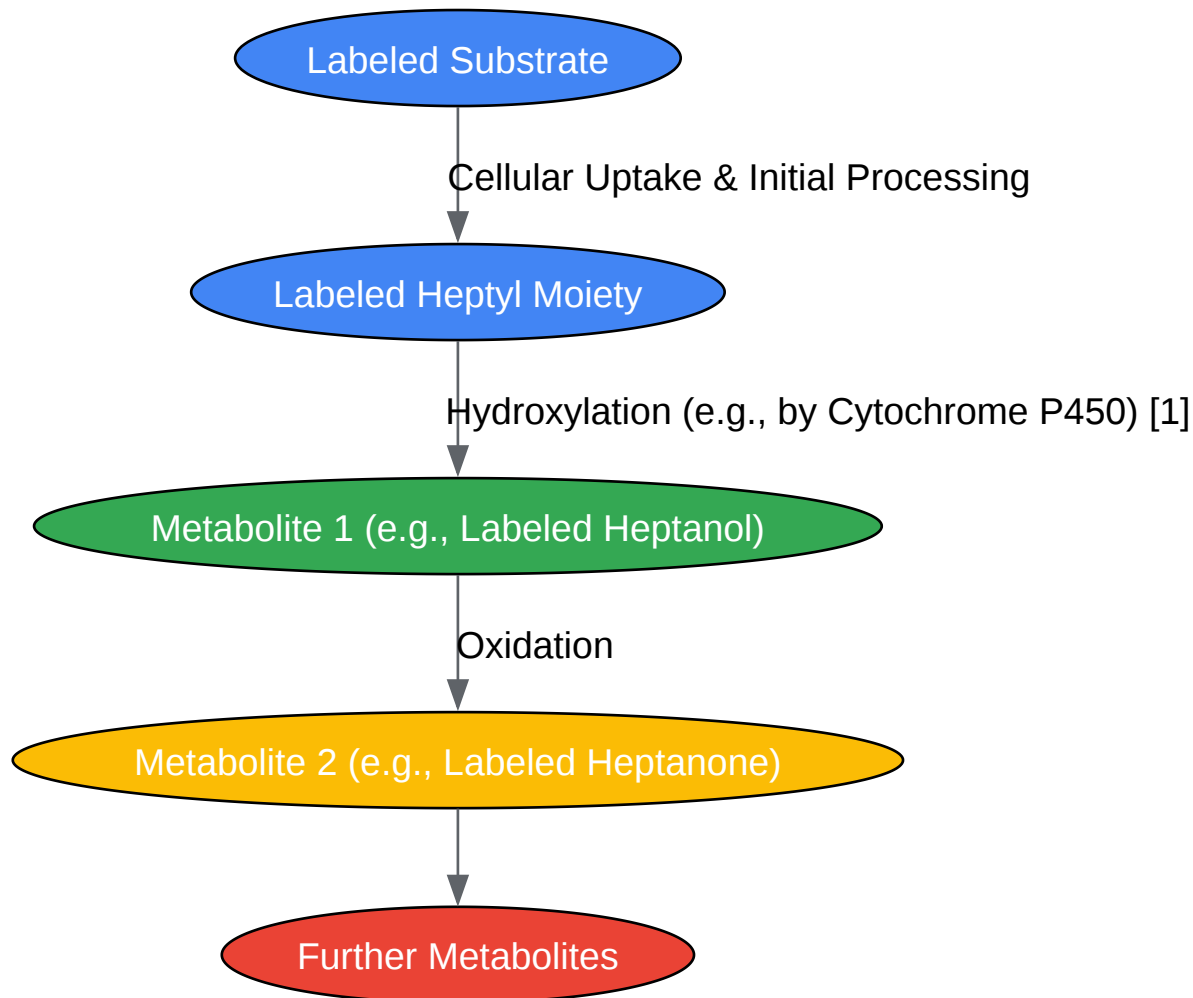 Labeled Substrate
Cellular Uptake & Initial Processing
Labeled Heptyl Moiety
Hydroxylation (e.g., by Cytochrome P450) [1]
Metabolite 1 (e.g., Labeled Heptanol)
Oxidation
Metabolite 2 (e.g., Labeled Heptanone)
Further Metabolites